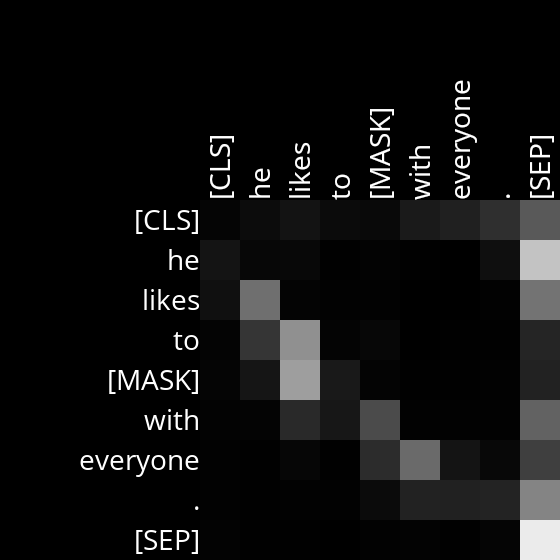 [CLS] he likes to [MASK] with everyone . [SEP]
[CLS]
he
likes
to
[MASK]
with
everyone
.
[SEP]